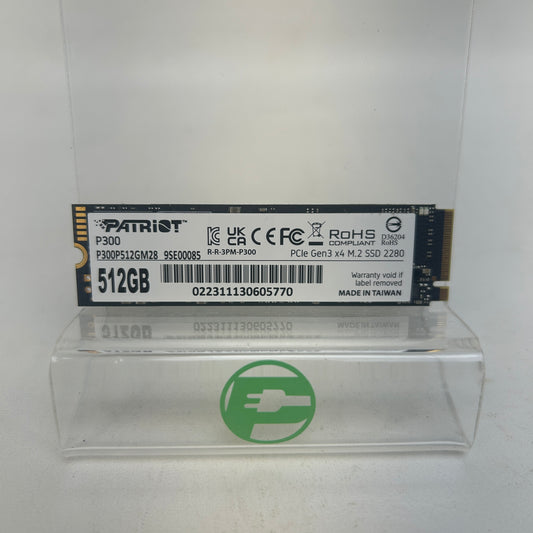 PATRIOT
P300
P300P512GM28 9SE00085
512GB
UK
CA CE FC
R-R-3PM-P300
RoHS
COMPLIANT
D36204
RoHS
PCIe Gen3 x4 M.2 SSD 2280
022311130605770
Warranty void if
label removed
MADE IN TAIWAN